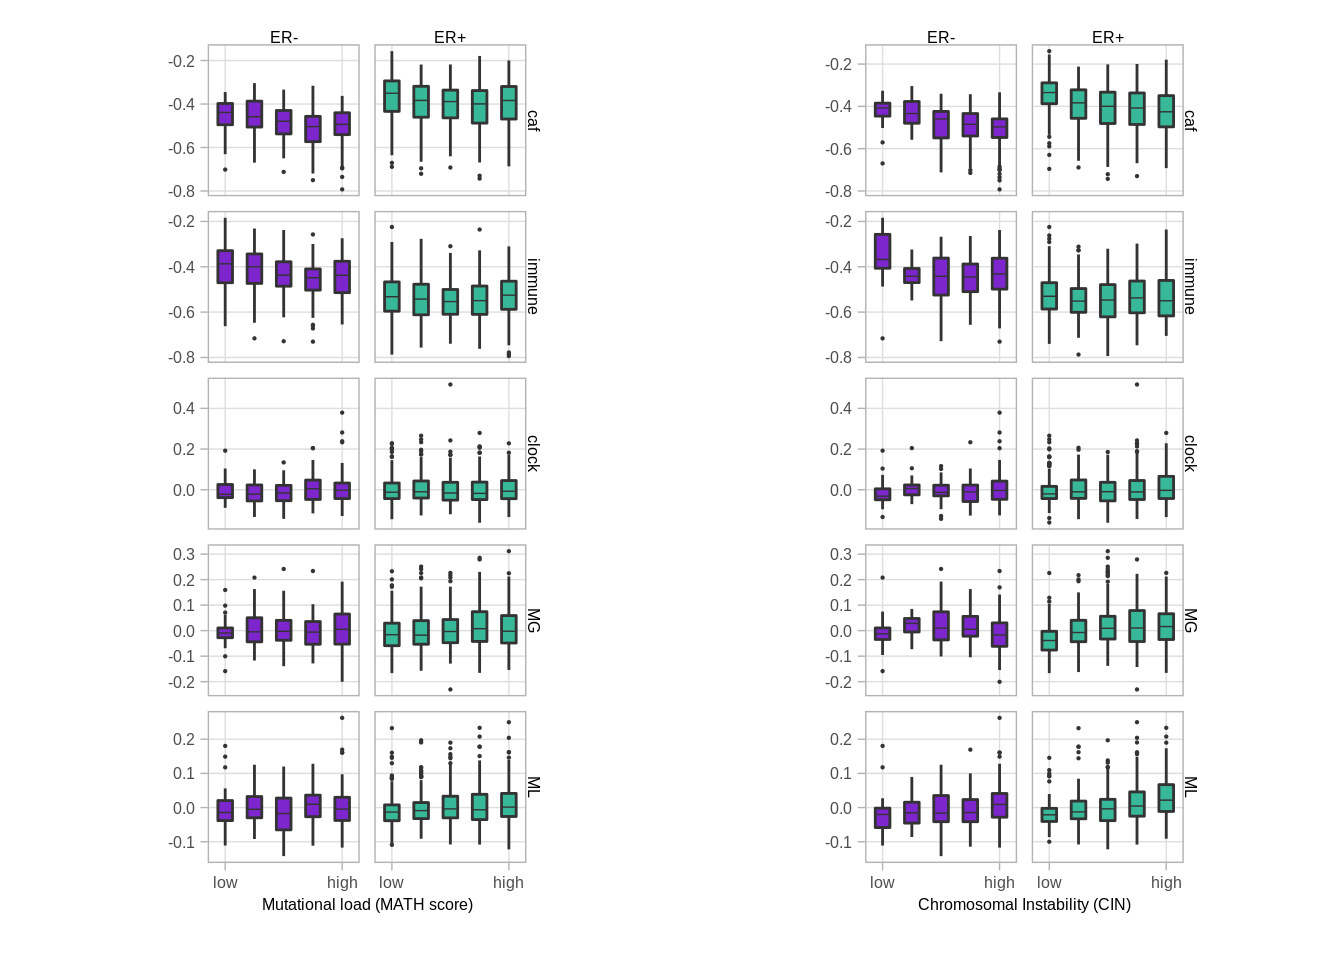 ER-
ER+
-0.2
-0.4
-0.6
-0.8
caf
-0.2
-0.4
-0.6
-0.8
immune
0.4
0.2
0.0
clock
0.3
0.2
0.1
0.0
-0.1
-0.2
MG
0.2
0.1
0.0
-0.1
ML
low
high
low
high
Mutational load (MATH score)
ER-
ER+
-0.2
-0.4
-0.6
-0.8
caf
-0.2
-0.4
-0.6
-0.8
immune
0.4
0.2
0.0
clock
0.3
0.2
0.1
0.0
-0.1
-0.2
MG
0.2
0.1
0.0
-0.1
ML
low
high
low
high
Chromosomal Instability (CIN)